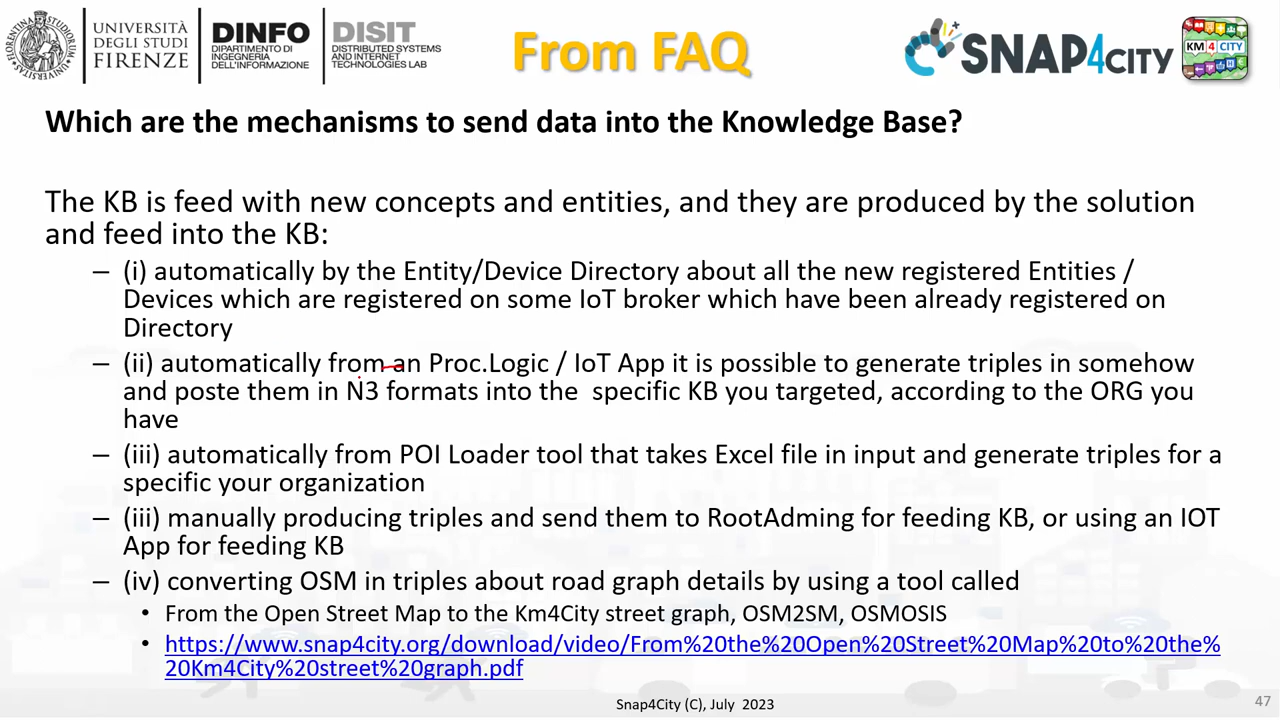 UNIVERSITÀ
DEGLI STUDI
FIRENZE
DINFO
DIPARTIMENTO DI
INGEGNERIA
DELL'INFORMAZIONE
DISIT
DISTRIBUTED SYSTEMS
AND INTERNET
TECHNOLOGIES LAB
From FAQ
SNAP4CITY
KM 4 CITY
Which are the mechanisms to send data into the Knowledge Base?
The KB is feed with new concepts and entities, and they are produced by the solution
and feed into the KB:
– (i) automatically by the Entity/Device Directory about all the new registered Entities /
Devices which are registered on some IoT broker which have been already registered on
Directory
– (ii) automatically from an Proc.Logic / IoT App it is possible to generate triples in somehow
and poste them in N3 formats into the specific KB you targeted, according to the ORG you
have
– (iii) automatically from POI Loader tool that takes Excel file in input and generate triples for a
specific your organization
– (iii) manually producing triples and send them to RootAdming for feeding KB, or using an IOT
App for feeding KB
– (iv) converting OSM in triples about road graph details by using a tool called
• From the Open Street Map to the Km4City street graph, OSM2SM, OSMOSIS
• https://www.snap4city.org/download/video/From%20the%20Open%20Street%20Map%20to%20the%
20Km4City%20street%20graph.pdf
Snap4City (C), July 2023
47